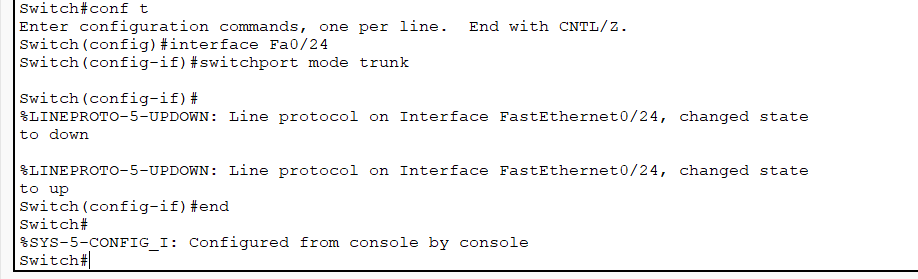 Switch#conf t
Enter configuration commands, one per line.  End with CNTL/Z.
Switch(config)#interface Fa0/24
Switch(config-if)#switchport mode trunk
Switch(config-if)#
%LINEPROTO-5-UPDOWN: Line protocol on Interface FastEthernet0/24, changed state
to down
%LINEPROTO-5-UPDOWN: Line protocol on Interface FastEthernet0/24, changed state
to up
Switch(config-if)#end
Switch#
%SYS-5-CONFIG_I: Configured from console by console
Switch#